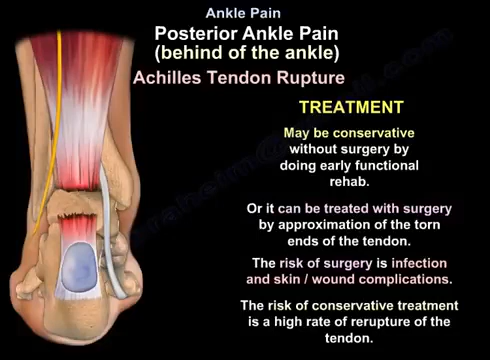 Ankle Pain
Posterior Ankle Pain
(behind of the ankle)
Achilles Tendon Rupture
TREATMENT
May be conservative
without surgery by
doing early functional
rehab.
Or it can be treated with surgery
by approximation of the torn
ends of the tendon.
The risk of surgery is infection
and skin / wound complications.
The risk of conservative treatment
is a high rate of rerupture of the
tendon.